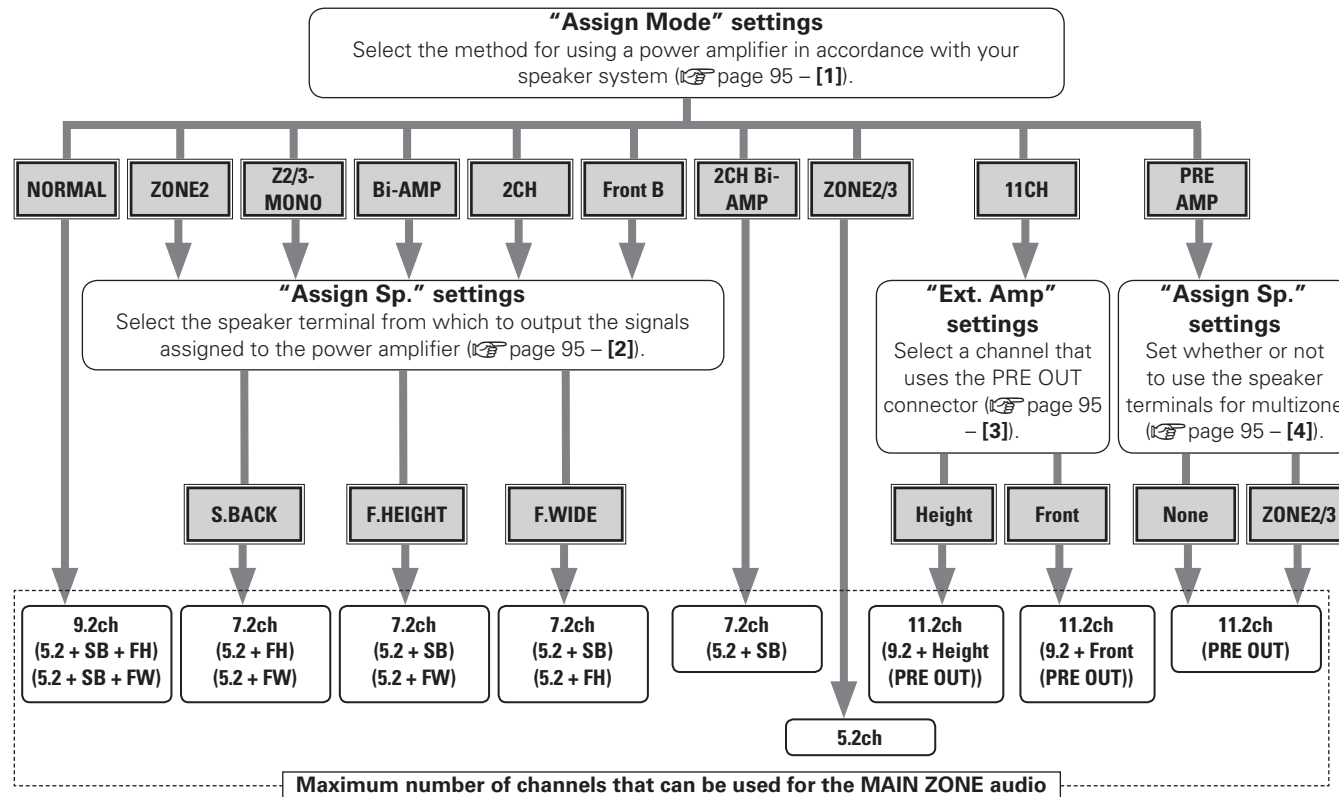 "Assign Mode" settings
Select the method for using a power amplifier in accordance with your
speaker system (☞ page 95 – [1]).
NORMAL
ZONE2
Z2/3-
MONO
Bi-AMP
2CH
Front B
2CH Bi-
AMP
ZONE2/3
11CH
PRE
AMP
"Assign Sp." settings
Select the speaker terminal from which to output the signals
assigned to the power amplifier (☞ page 95 – [2]).
"Ext. Amp"
settings
Select a channel that
uses the PRE OUT
connector (☞ page 95
– [3]).
"Assign Sp."
settings
Set whether or not
to use the speaker
terminals for multizone
(☞ page 95 – [4]).
S.BACK
F.HEIGHT
F.WIDE
Height
Front
None
ZONE2/3
9.2ch
(5.2 + SB + FH)
(5.2 + SB + FW)
7.2ch
(5.2 + FH)
(5.2 + FW)
7.2ch
(5.2 + SB)
(5.2 + FW)
7.2ch
(5.2 + SB)
(5.2 + FH)
7.2ch
(5.2 + SB)
11.2ch
(9.2 + Height
(PRE OUT))
11.2ch
(9.2 + Front
(PRE OUT))
11.2ch
(PRE OUT)
5.2ch
Maximum number of channels that can be used for the MAIN ZONE audio